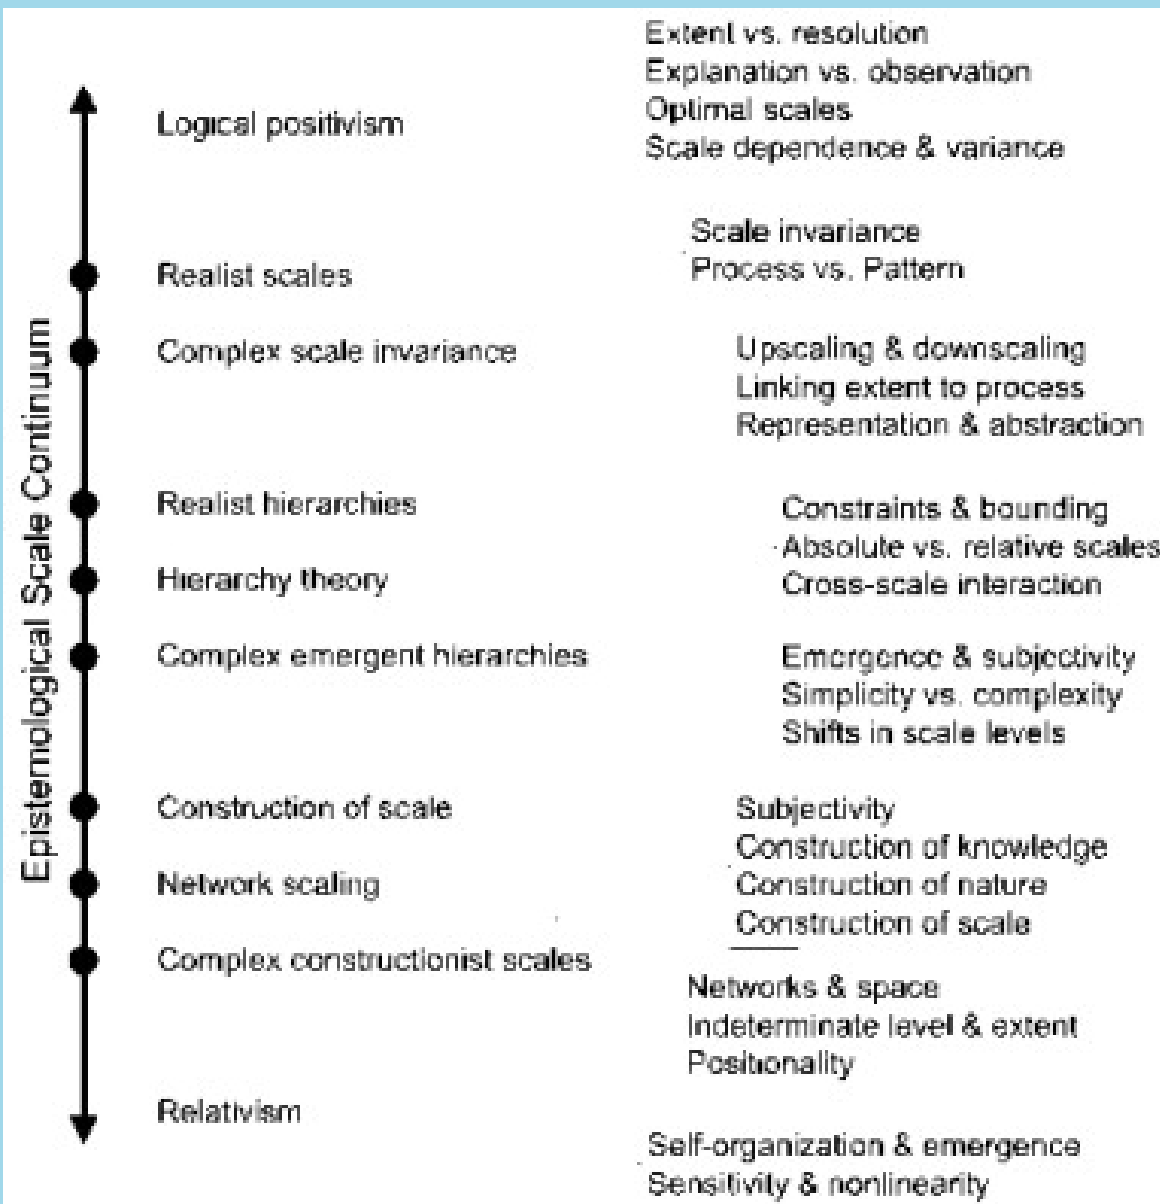 Epistemological Scale Continuum
Logical positivism
Realist scales
Complex scale invariance
Realist hierarchies
Hierarchy theory
Complex emergent hierarchies
Construction of scale
Network scaling
Complex constructionist scales
Relativism
Extent vs. resolution
Explanation vs. observation
Optimal scales
Scale dependence & variance
Scale invariance
Process vs. Pattern
Upscaling & downscaling
Linking extent to process
Representation & abstraction
Constraints & bounding
Absolute vs. relative scales
Cross-scale interaction
Emergence & subjectivity
Simplicity vs. complexity
Shifts in scale levels
Subjectivity
Construction of knowledge
Construction of nature
Construction of scale
Networks & space
Indeterminate level & extent
Positionality
Self-organization & emergence
Sensitivity & nonlinearity